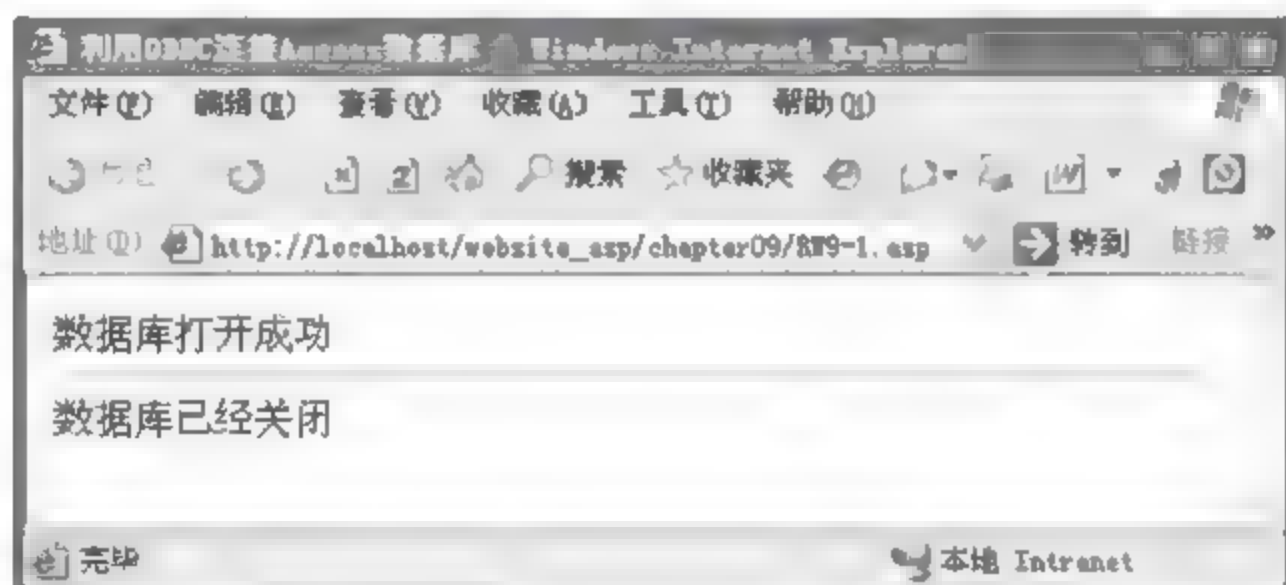 利用ODBC连接Access数据库 - Windows Internet Explorer
文件(F) 编辑(E) 查看(V) 收藏(A) 工具(T) 帮助(H)
搜索 收藏夹
地址(D) http://localhost/website_asp/chapter09/RW9-1.asp 转到 链接 »
数据库打开成功
数据库已经关闭
完毕 本地 Intranet